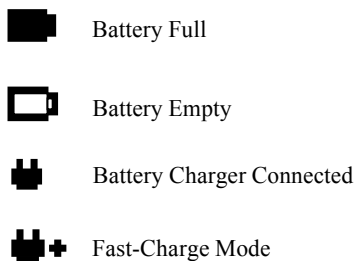 Battery Full
Battery Empty
Battery Charger Connected
Fast-Charge Mode